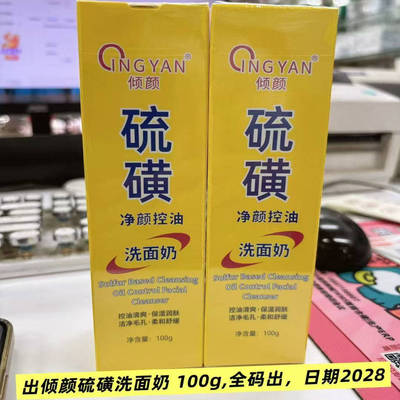 QINGYAN®
倾颜
硫
磺
净颜控油
洗面奶
Sulfur Based Cleansing
Oil Control Facial
Cleanser
控油清爽·保湿润肤
洁净毛孔·柔和舒缓
净含量：100g
QINGYAN®
倾颜
硫
磺
净颜控油
洗面奶
Sulfur Based Cleansing
Oil Control Facial
Cleanser
控油清爽·保湿润肤
洁净毛孔·柔和舒缓
净含量：100g
出倾颜硫磺洗面奶 100g,全码出，日期2028